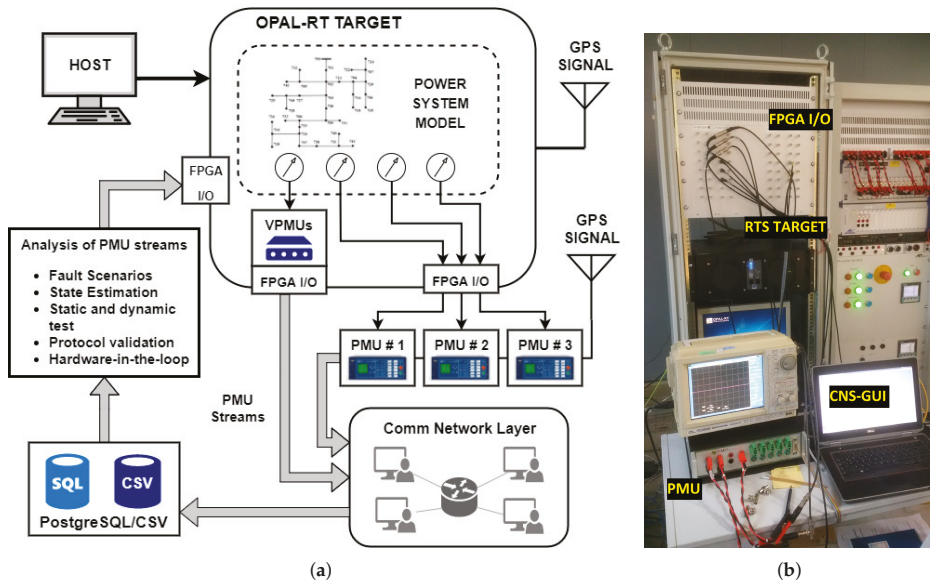 OPAL-RT TARGET
HOST
POWER
SYSTEM
MODEL
GPS
SIGNAL
FPGA
I/O
VPMUs
FPGA I/O
FPGA I/O
GPS
SIGNAL
Analysis of PMU streams
• Fault Scenarios
• State Estimation
• Static and dynamic
test
• Protocol validation
• Hardware-in-the-loop
PMU # 1
PMU # 2
PMU # 3
PMU
Streams
Comm Network Layer
SQL
CSV
PostgreSQL/CSV
(a)
FPGA I/O
RTS TARGET
OPAL-RT
CNS-GUI
PMU
(b)